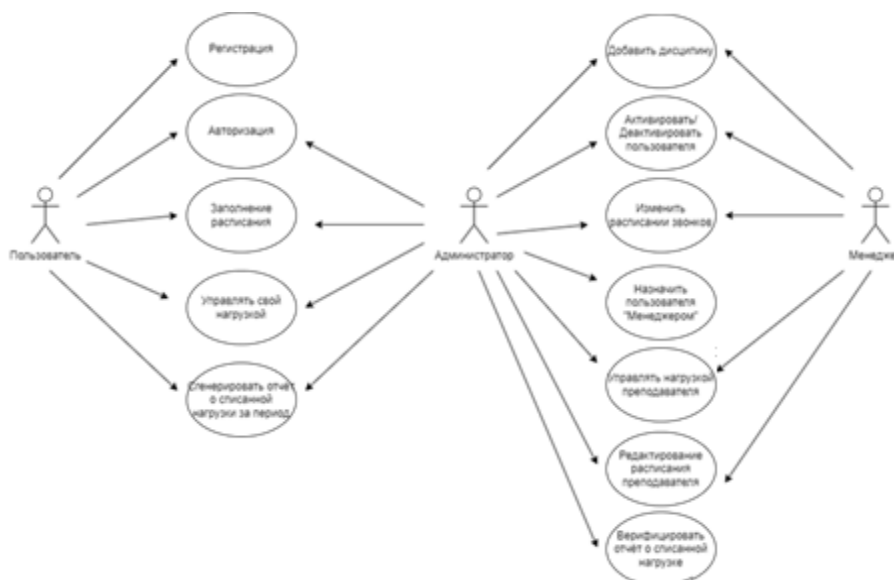 Регистрация
Авторизация
Заполнение
расписания
Управлять свой
нагрузкой
Сгенерировать отчёт
о списанной
нагрузки за период
Пользователь
Администратор
Добавить дисциплину
Активировать/
Деактивировать
пользователя
Изменить
расписании звонков
Назначить
пользователя
"Менеджером"
Управлять нагрузкой
преподавателя
Редактирование
расписания
преподавателя
Верифицировать
отчёт о списанной
нагрузке
Менедже